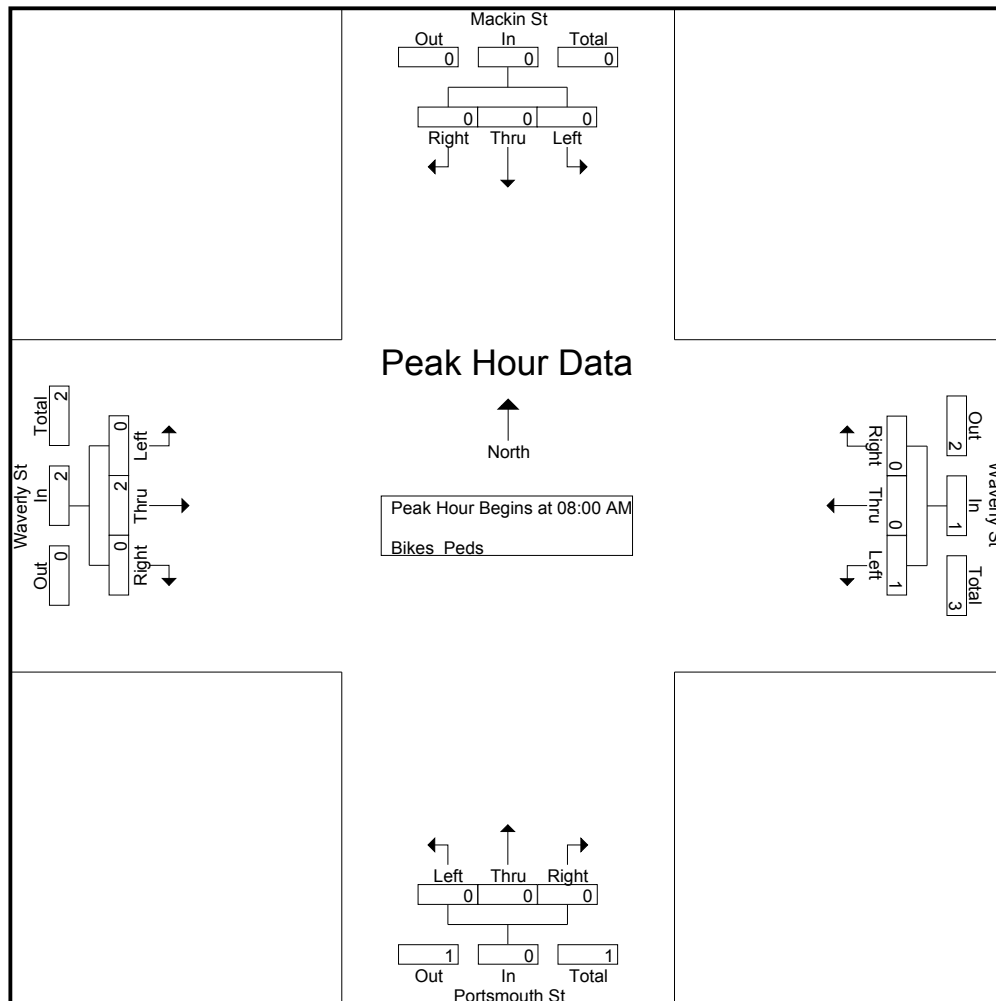 Mackin St
Out In Total
0 0 0
0 0 0
Right Thru Left
Peak Hour Data
North
Peak Hour Begins at 08:00 AM
Bikes Peds
Waverly St
Total In Out
2 2 0
0 2 0
Left Thru Right
Waverly St
Out In Total
2 1 3
0 0 1
Right Thru Left
Left Thru Right
0 0 0
1 0 1
Out In Total
Portsmouth St